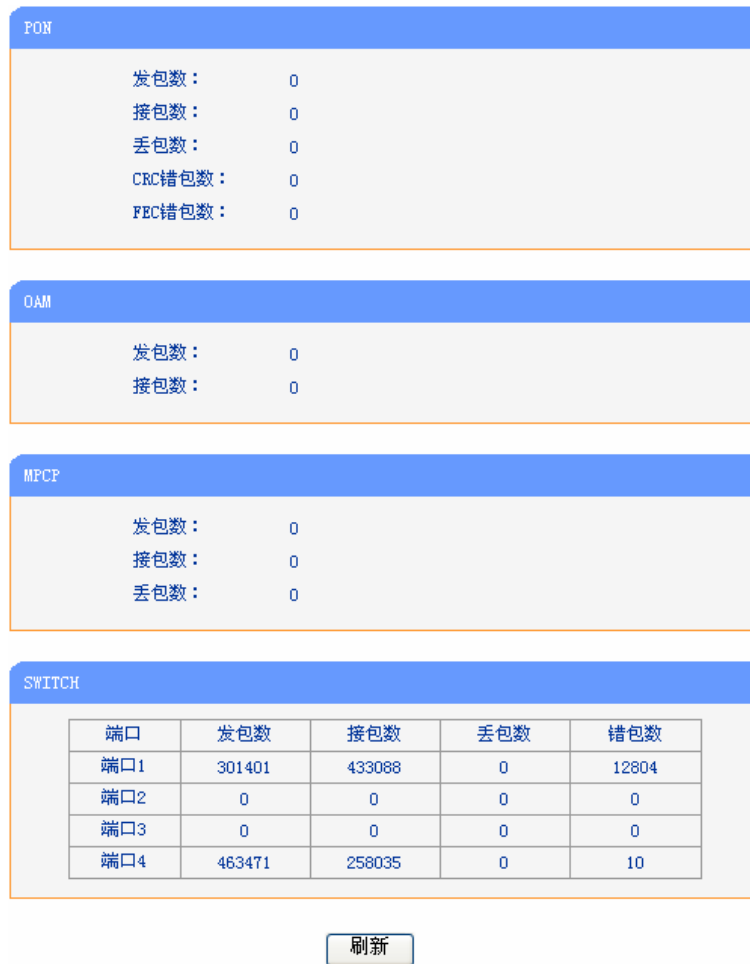 PON
发包数： 0
接包数： 0
丢包数： 0
CRC错包数： 0
FEC错包数： 0
OAM
发包数： 0
接包数： 0
MPCP
发包数： 0
接包数： 0
丢包数： 0
SWITCH
端口 发包数 接包数 丢包数 错包数
端口1 301401 433088 0 12804
端口2 0 0 0 0
端口3 0 0 0 0
端口4 463471 258035 0 10
刷新